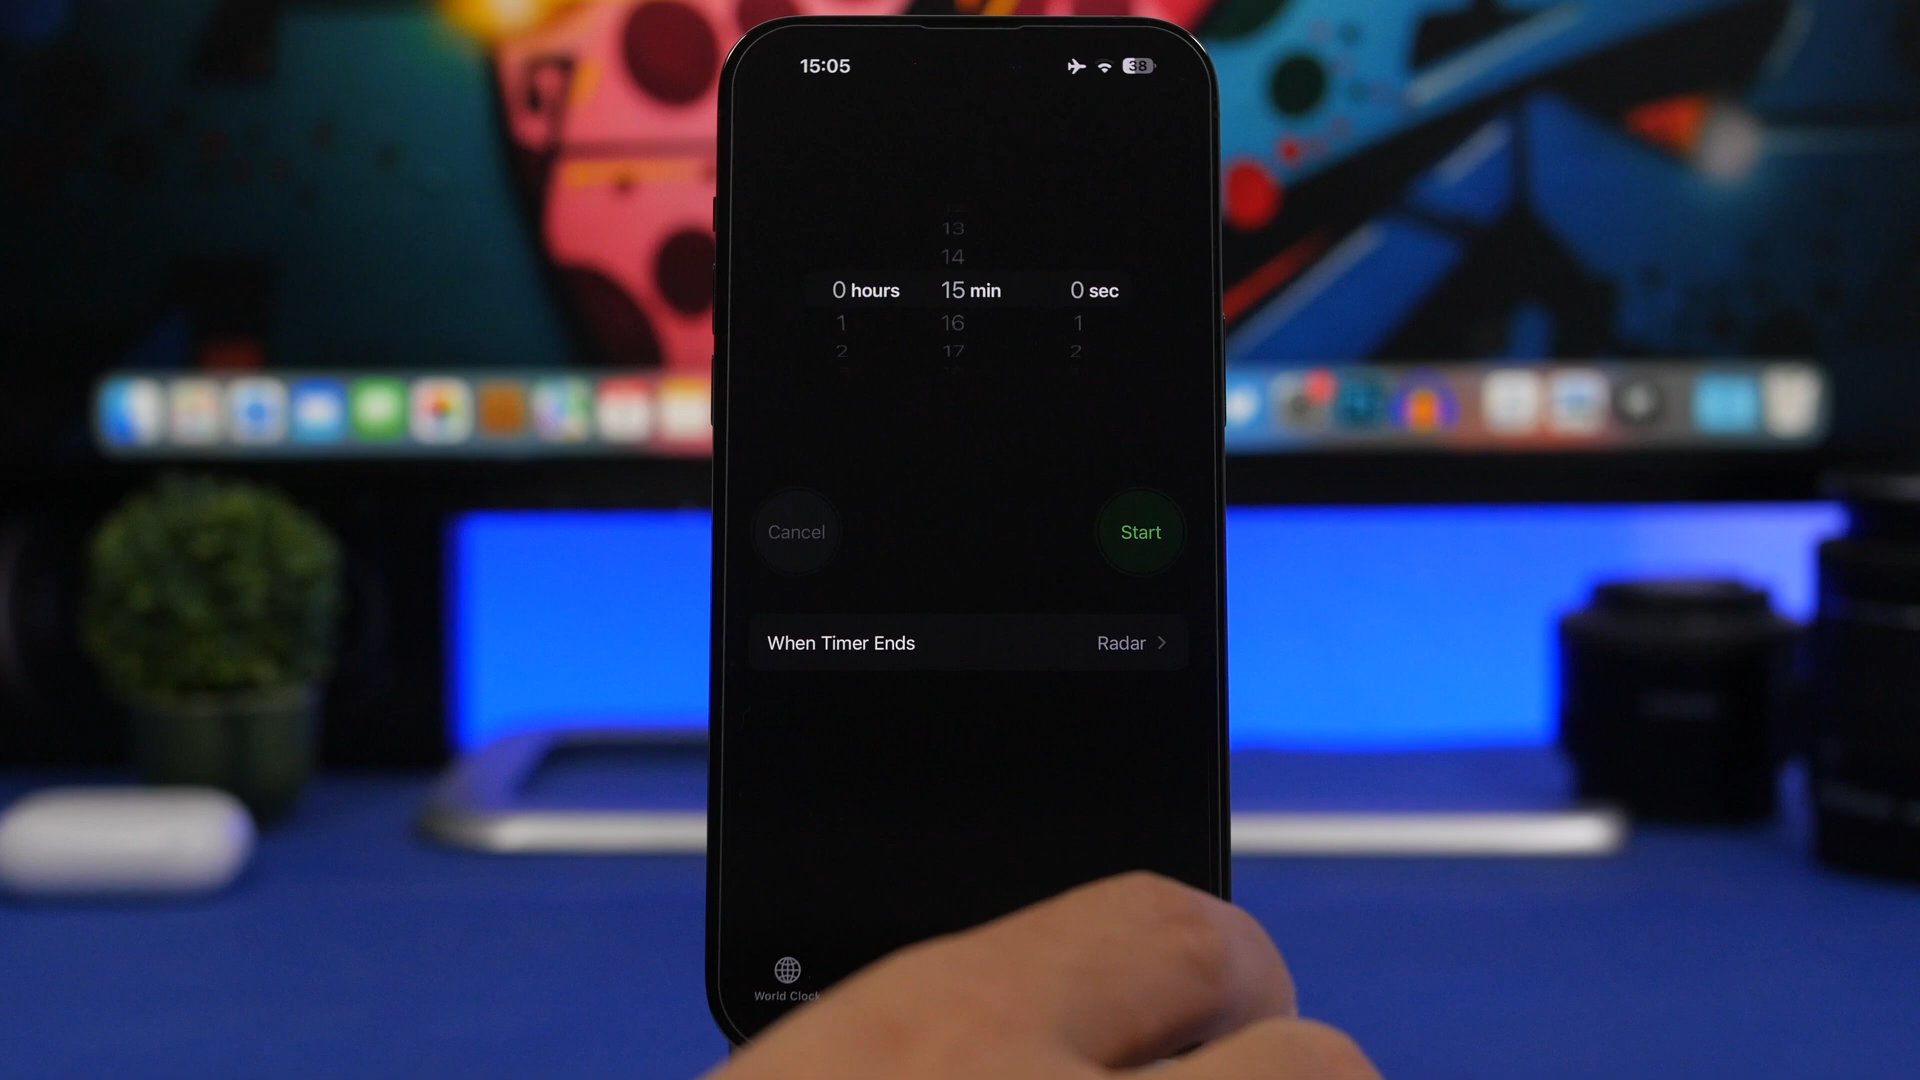 15:05 38
13
14
0 hours 15 min 0 sec
1 16 1
2 17 2
Cancel Start
When Timer Ends Radar
World Clock